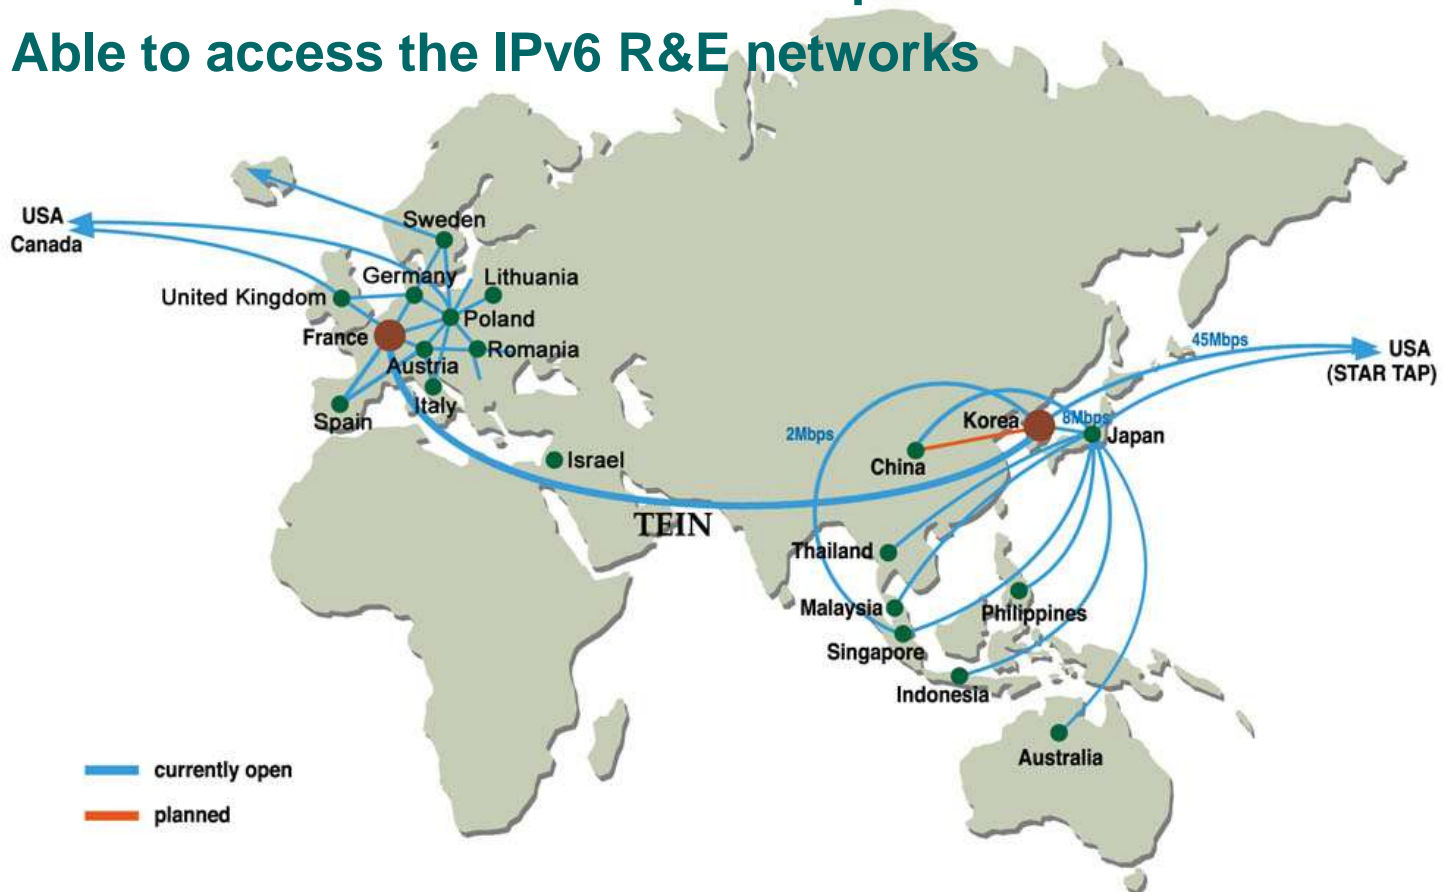 Able to access the IPv6 R&E networks
USA
Canada
Sweden
Germany
Lithuania
United Kingdom
Poland
France
Romania
Austria
Italy
Spain
Israel
TEIN
45Mbps
USA
(STAR TAP)
Korea
8Mbps
Japan
2Mbps
China
Thailand
Malaysia
Philippines
Singapore
Indonesia
Australia
currently open
planned